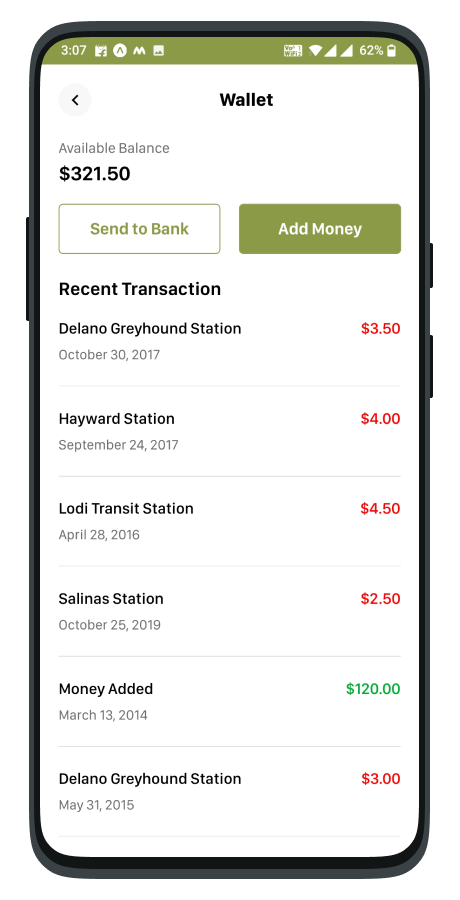 3:07
62%
Wallet
Available Balance
$321.50
Send to Bank
Add Money
Recent Transaction
Delano Greyhound Station
$3.50
October 30, 2017
Hayward Station
$4.00
September 24, 2017
Lodi Transit Station
$4.50
April 28, 2016
Salinas Station
$2.50
October 25, 2019
Money Added
$120.00
March 13, 2014
Delano Greyhound Station
$3.00
May 31, 2015